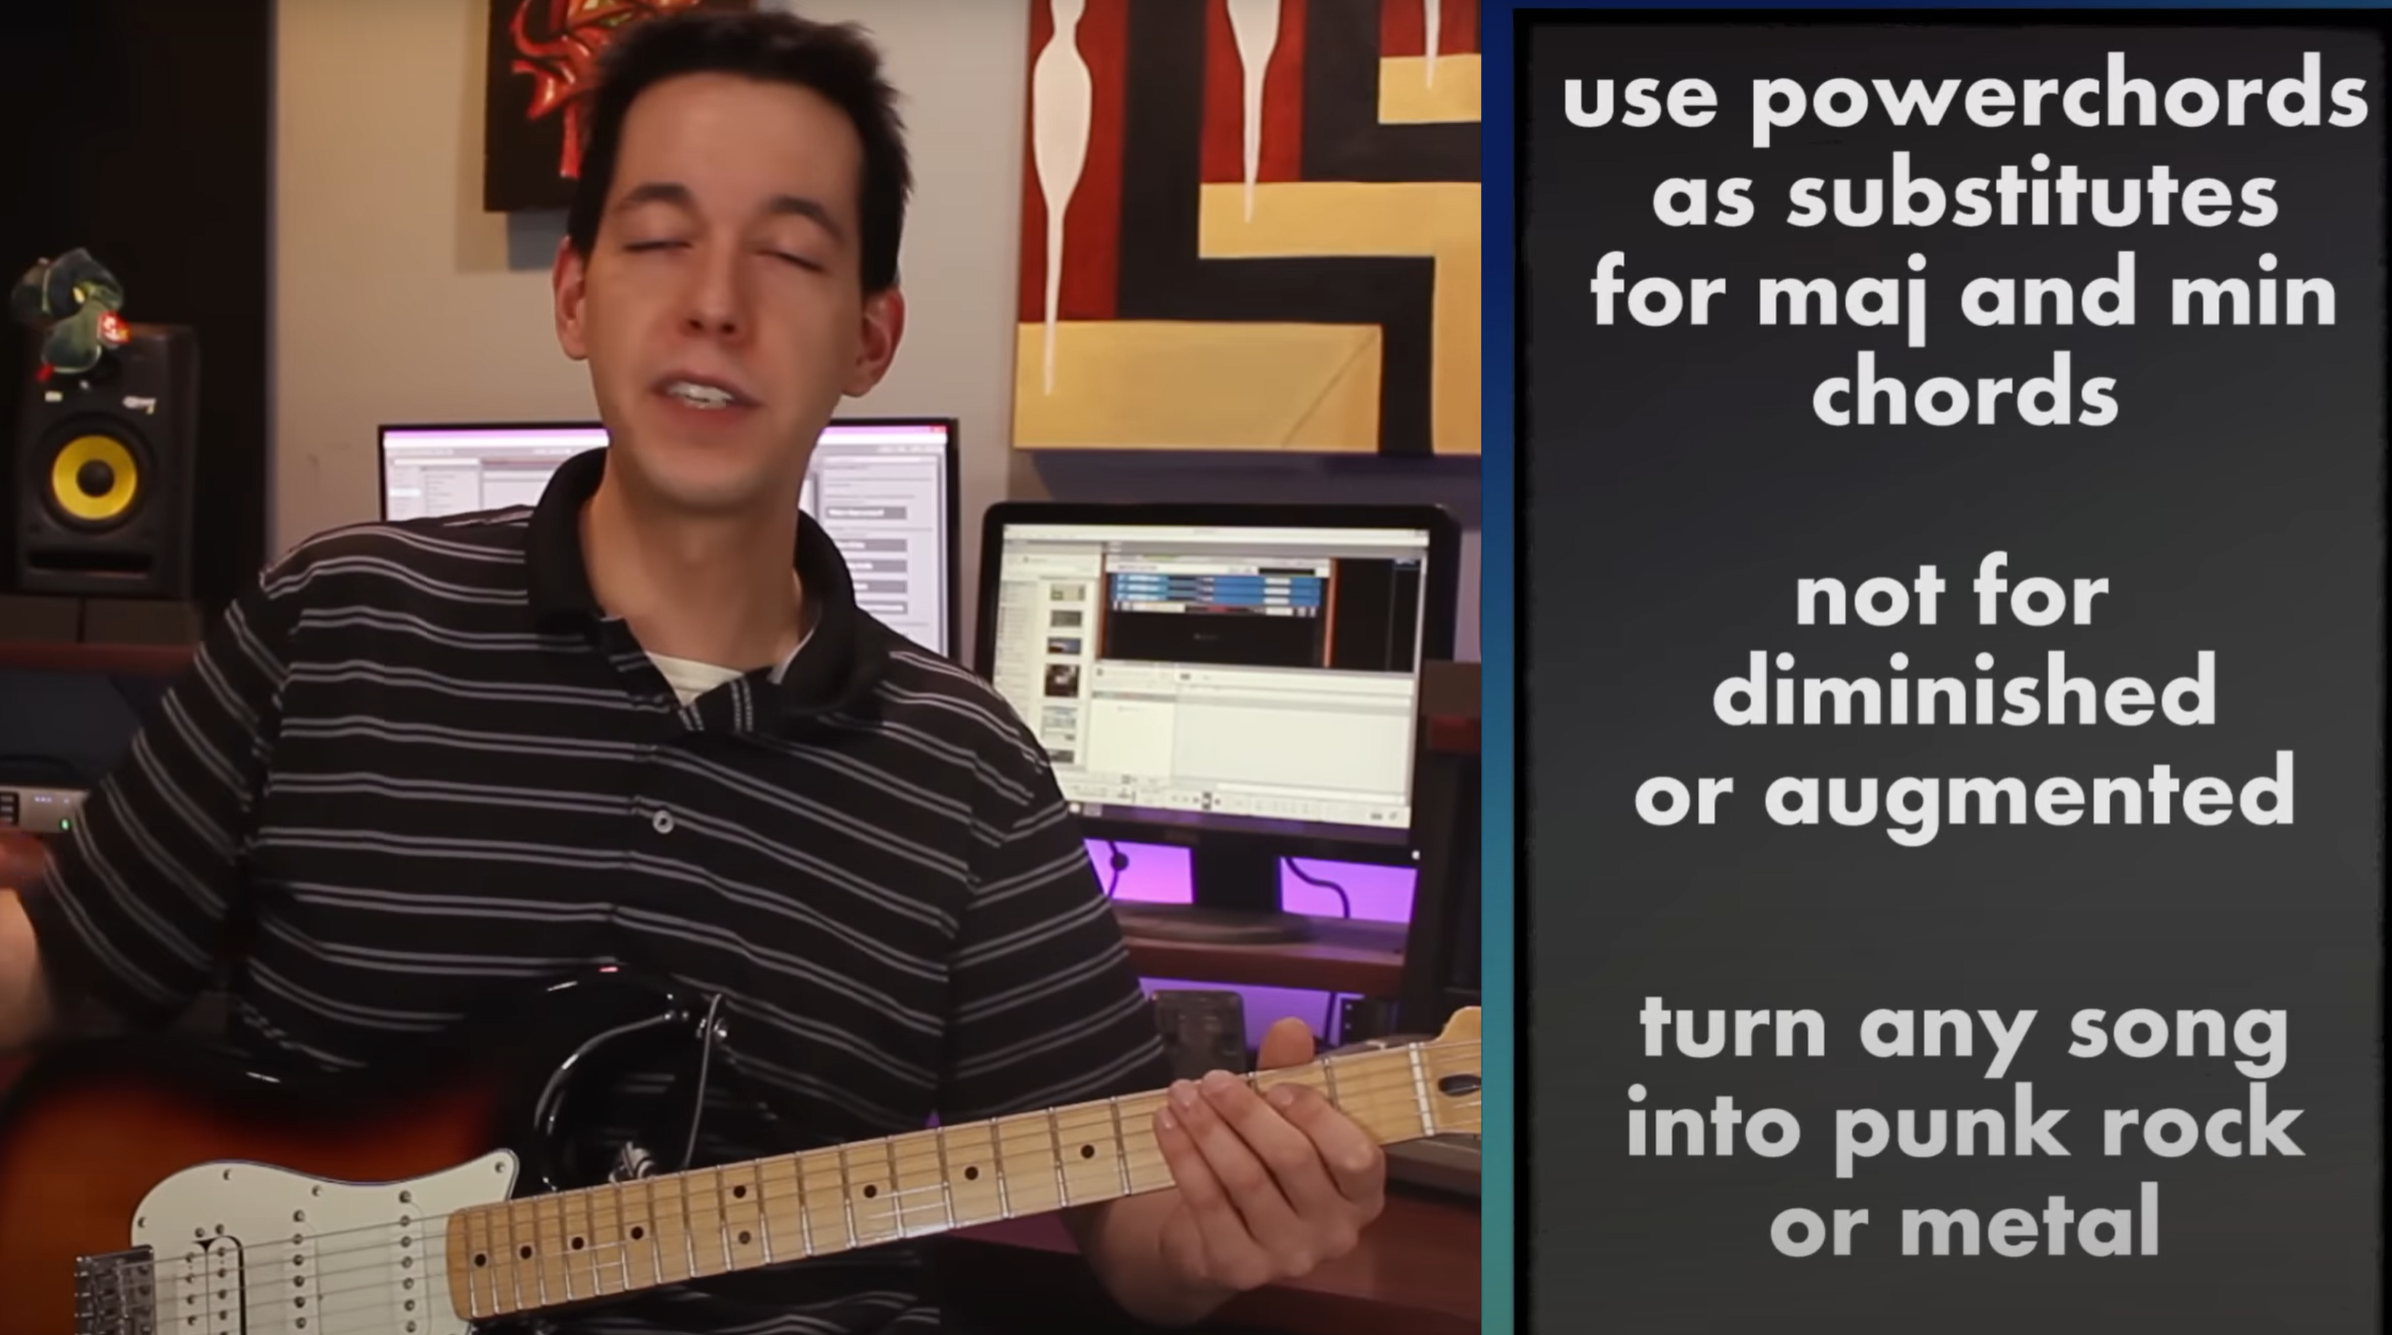 use powerchords
as substitutes
for maj and min
chords
not for
diminished
or augmented
turn any song
into punk rock
or metal